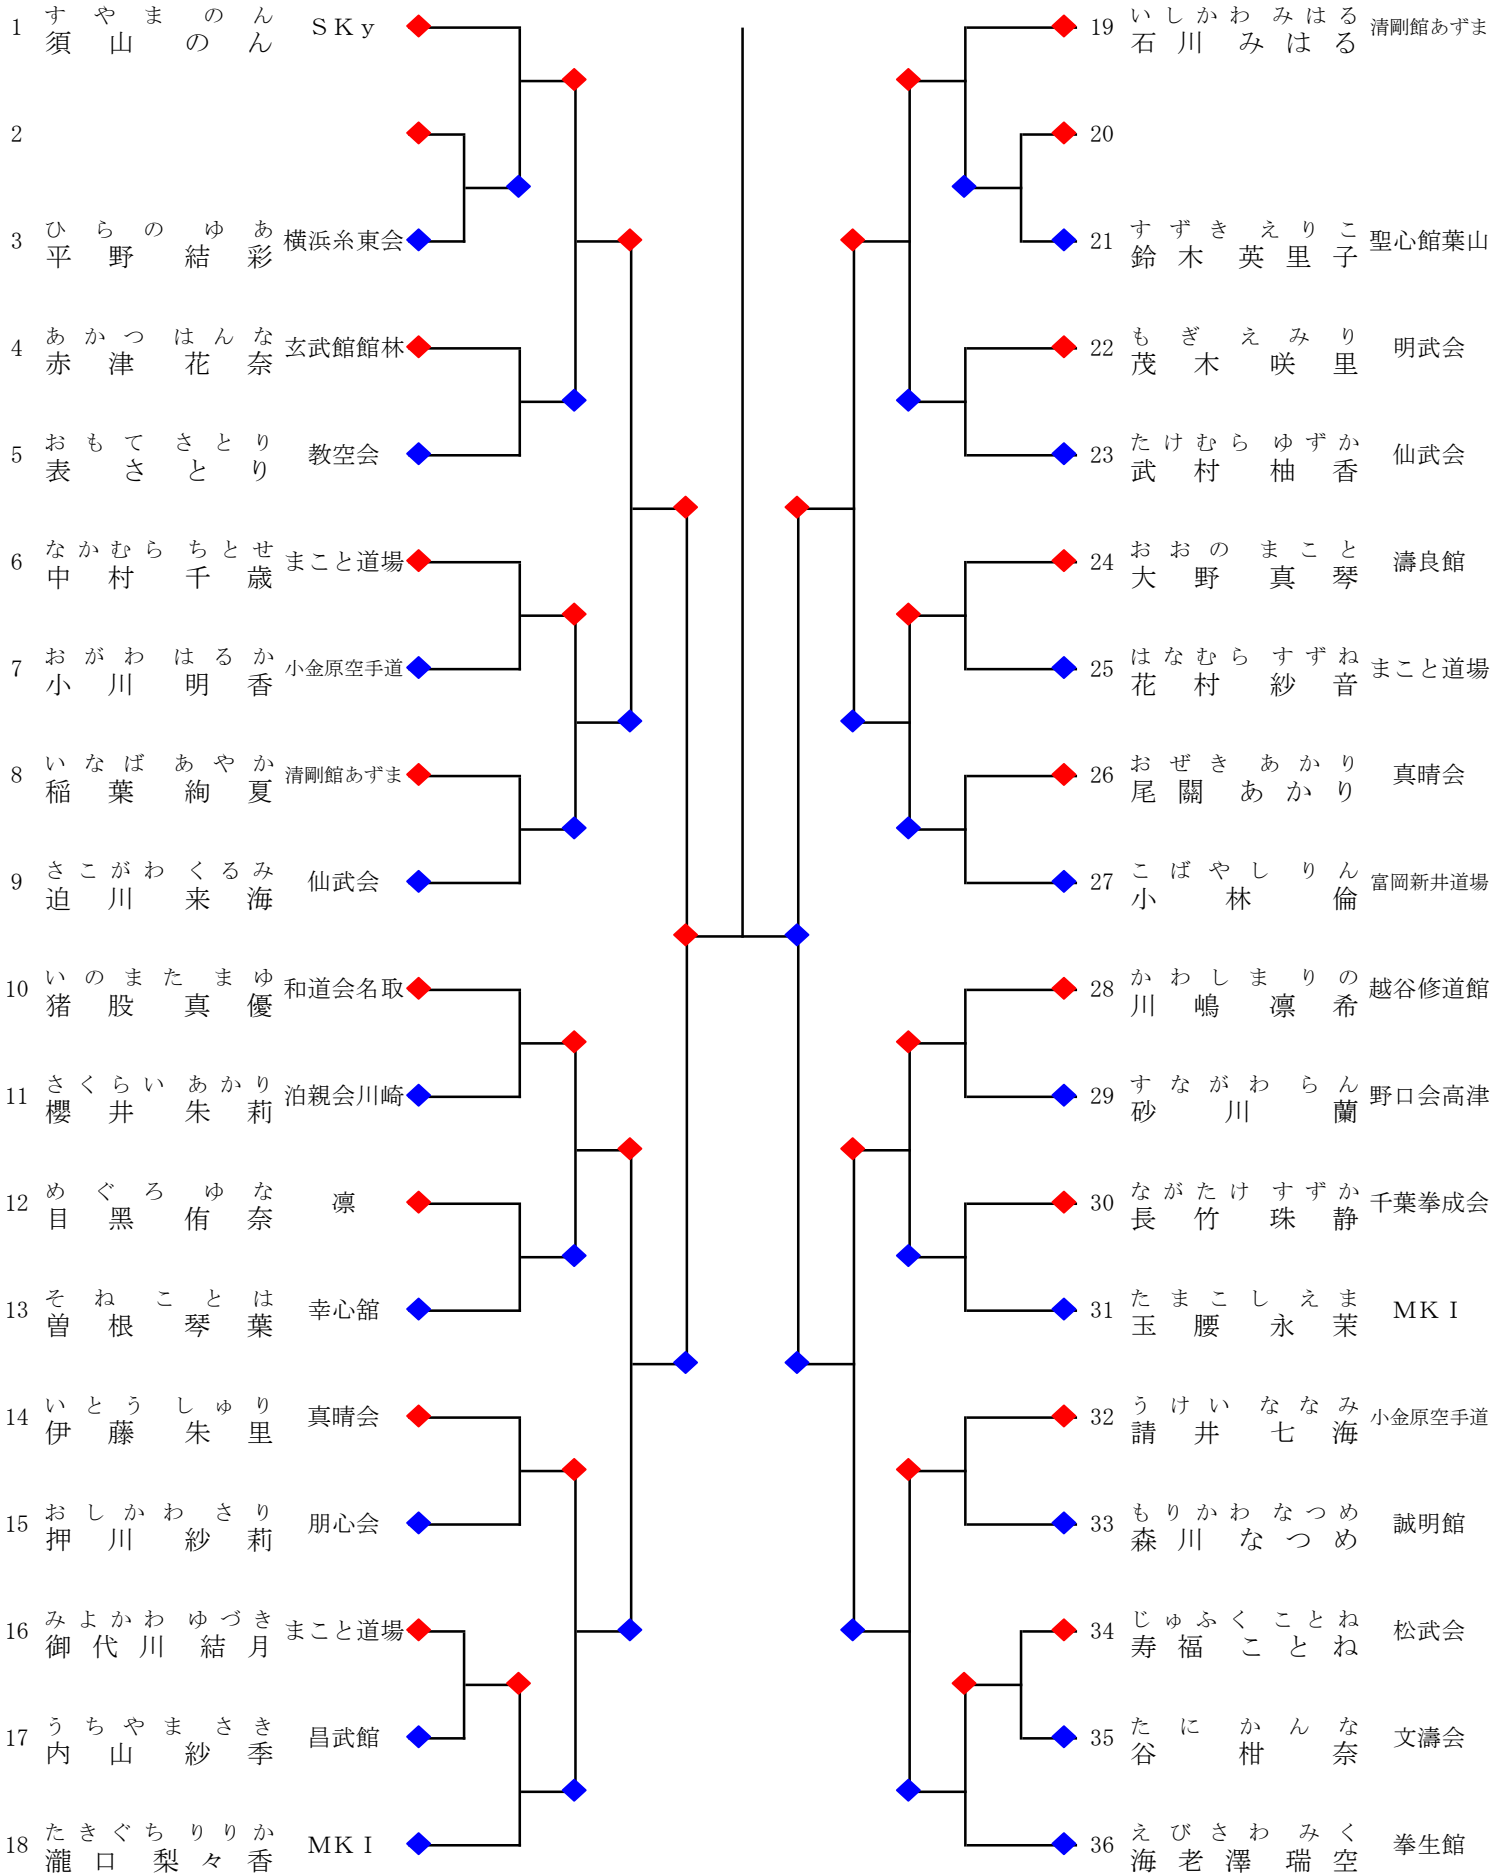 す や ま の ん
1 須 山 の ん ＳＫｙ
2
ひ ら の ゆ あ
3 平 野 結 彩 横浜糸東会
あ か つ は ん な
4 赤 津 花 奈 玄武館館林
お も て さ と り
5 表 さ と り 教空会
な か む ら ち と せ
6 中 村 千 歳 まこと道場
お が わ は る か
7 小 川 明 香 小金原空手道
い な ば あ や か
8 稲 葉 絢 夏 清剛館あずま
さ こ が わ く る み
9 迫 川 来 海 仙武会
い の ま た ま ゆ
10 猪 股 真 優 和道会名取
さ く ら い あ か り
11 櫻 井 朱 莉 泊親会川崎
め ぐ ろ ゆ な
12 目 黑 侑 奈 凛
そ ね こ と は
13 曽 根 琴 葉 幸心舘
い と う し ゅ り
14 伊 藤 朱 里 真晴会
お し か わ さ り
15 押 川 紗 莉 朋心会
み よ か わ ゆ づ き
16 御 代 川 結 月 まこと道場
う ち や ま さ き
17 内 山 紗 季 昌武館
た き ぐ ち り り か
18 瀧 口 梨 々 香 ＭＫＩ
い し か わ み は る
19 石 川 み は る 清剛館あずま
20
す ず き え り こ
21 鈴 木 英 里 子 聖心館葉山
も ぎ え み り
22 茂 木 咲 里 明武会
た け む ら ゆ ず か
23 武 村 柚 香 仙武会
お お の ま こ と
24 大 野 真 琴 濤良館
は な む ら す ず ね
25 花 村 紗 音 まこと道場
お ぜ き あ か り
26 尾 關 あ か り 真晴会
こ ば や し り ん
27 小 林 倫 富岡新井道場
か わ し ま り の
28 川 嶋 凛 希 越谷修道館
す な が わ ら ん
29 砂 川 蘭 野口会高津
な が た け す ず か
30 長 竹 珠 静 千葉拳成会
た ま こ し え ま
31 玉 腰 永 茉 ＭＫＩ
う け い な な み
32 請 井 七 海 小金原空手道
も り か わ な つ め
33 森 川 な つ め 誠明館
じ ゅ ふ く こ と ね
34 寿 福 こ と ね 松武会
た に か ん な
35 谷 柑 奈 文濤会
え び さ わ み く
36 海 老 澤 瑞 空 拳生館